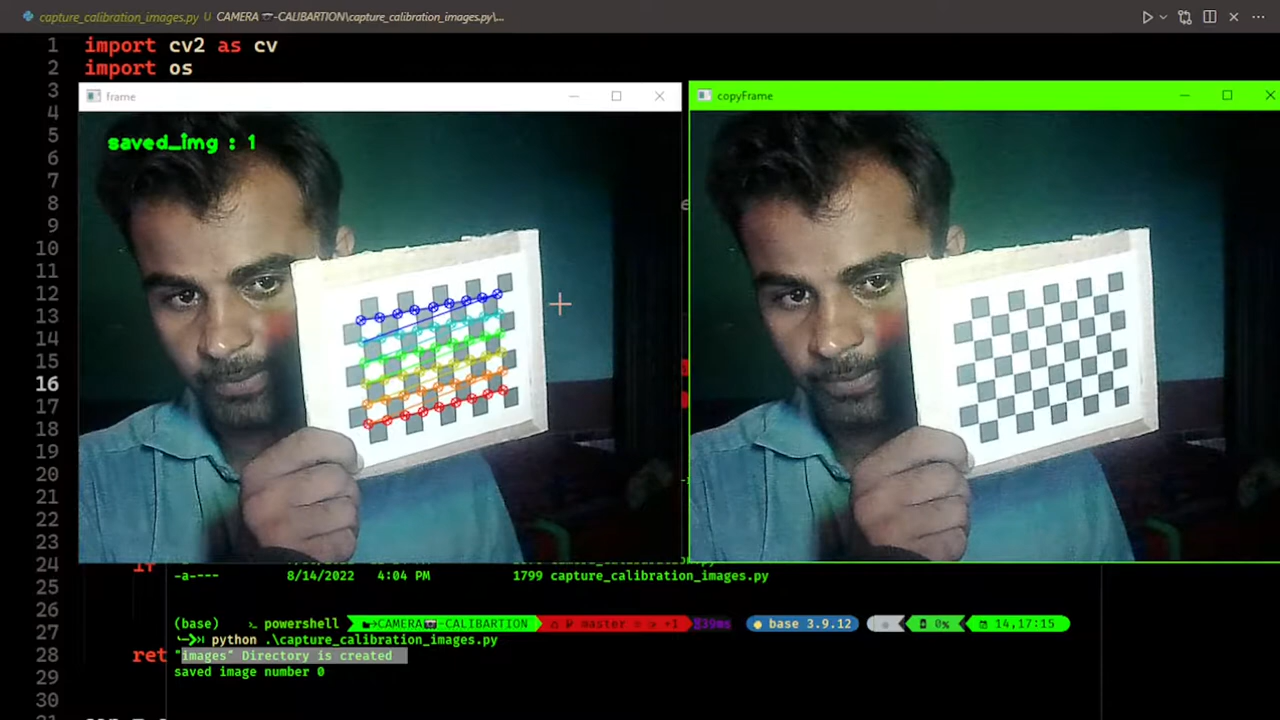 capture_calibration_images.py U CAMERA📷-CALIBARTION\capture_calibration_images.py\...
1 import cv2 as cv
2 import os
3
4
5
6
7
8
9
10
11
12
13
14
15
16
17
18
19
20
21
22
23
24
25
26
27
28 ret
29
30
frame
saved_img : 1
copyFrame
-a---- 8/14/2022 4:04 PM 1799 capture_calibration_images.py
(base) powershell CAMERA📷-CALIBARTION master +1 39ms base 3.9.12 0% 14,17:15
python .\capture_calibration_images.py
"images" Directory is created
saved image number 0